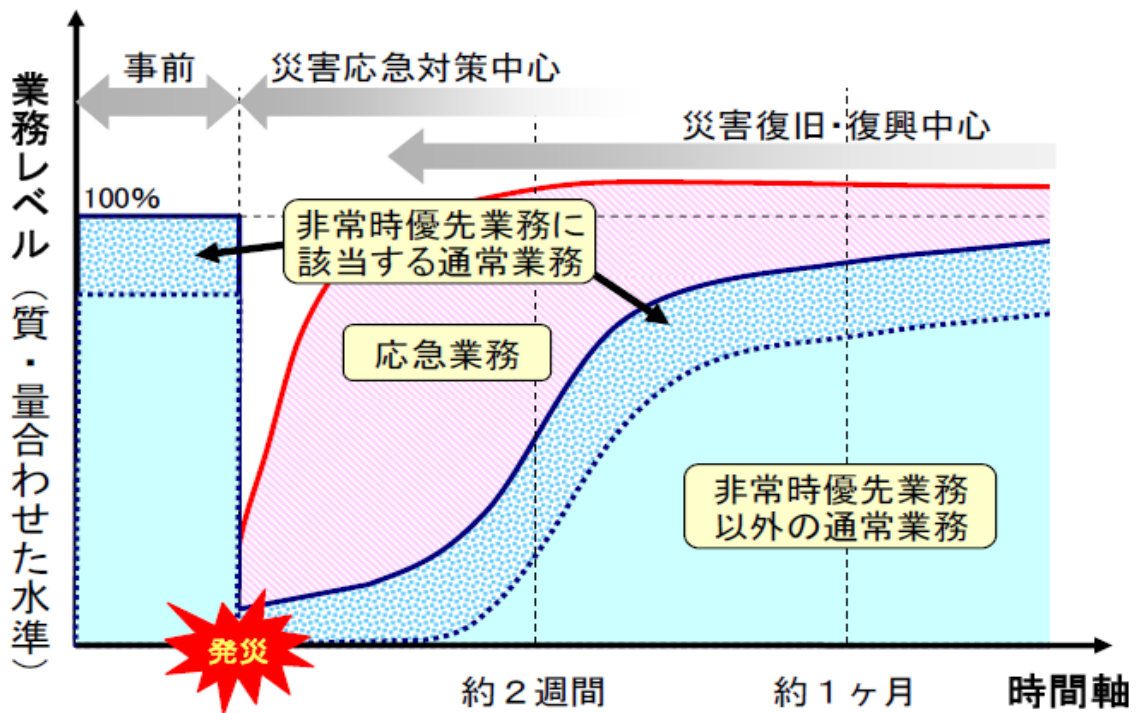 事前
災害応急対策中心
災害復旧・復興中心
業務レベル（質・量合わせた水準）
100%
非常時優先業務に
該当する通常業務
応急業務
非常時優先業務
以外の通常業務
発災
約２週間
約１ヶ月
時間軸